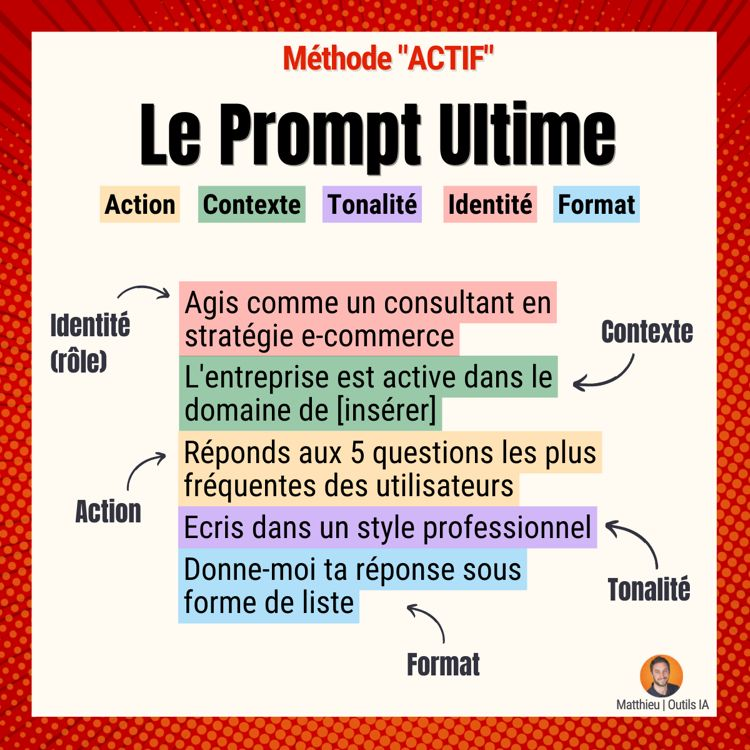 Méthode "ACTIF"
Le Prompt Ultime
Action Contexte Tonalité Identité Format
Identité
(rôle)
Agis comme un consultant en
stratégie e-commerce
Contexte
L'entreprise est active dans le
domaine de [insérer]
Action
Réponds aux 5 questions les plus
fréquentes des utilisateurs
Ecris dans un style professionnel
Tonalité
Donne-moi ta réponse sous
forme de liste
Format
Matthieu | Outils IA